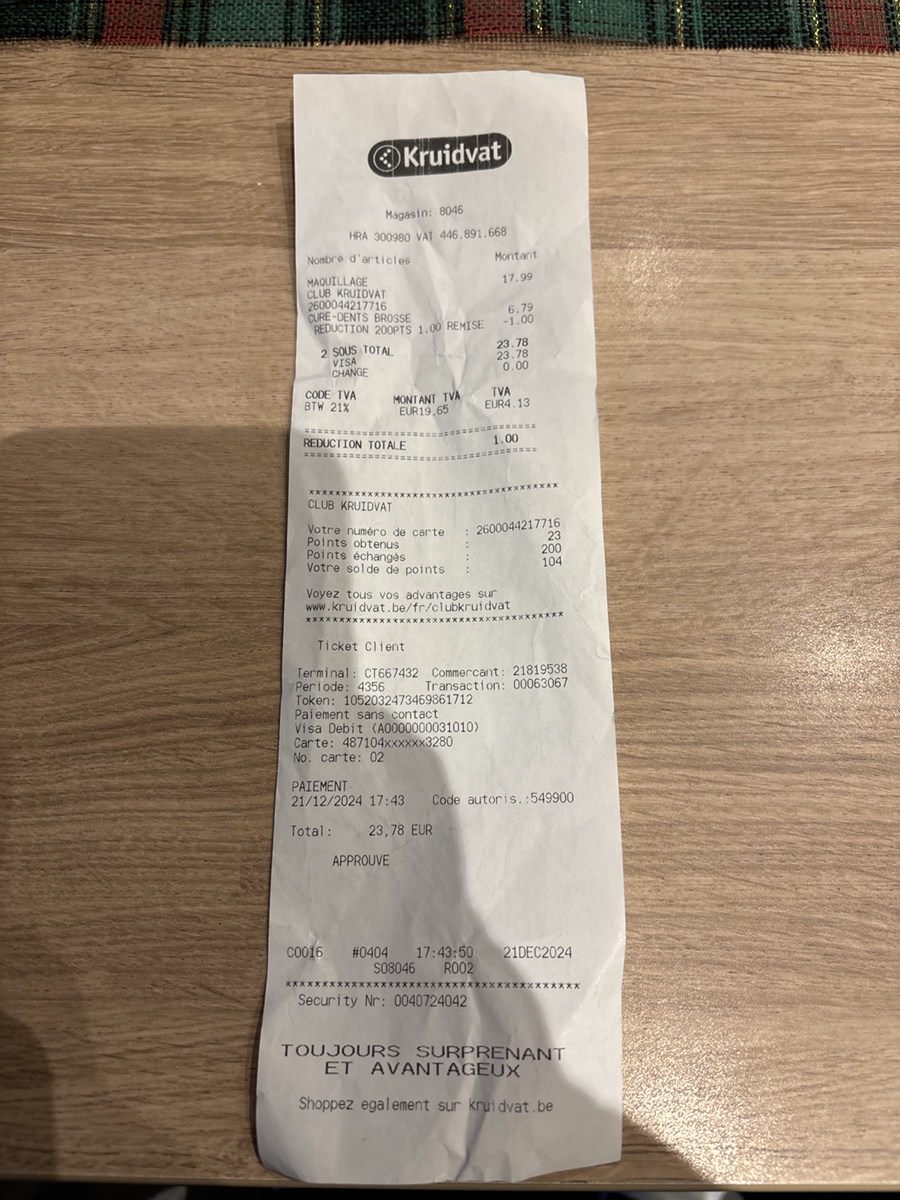 Kruidvat
Magasin: 8046
HRA 300980 VAT 446.891.668
Nombre d'articles Montant
MAQUILLAGE 17.99
CLUB KRUIDVAT
2600044217716
CURE-DENTS BROSSE 6.79
REDUCTION 200PTS 1.00 REMISE -1.00
2 SOUS TOTAL 23.78
VISA 23.78
CHANGE 0.00
CODE TVA MONTANT TVA TVA
BTW 21% EUR19,65 EUR4.13
====================================
REDUCTION TOTALE 1.00
====================================
**************************************
CLUB KRUIDVAT
Votre numéro de carte : 2600044217716
Points obtenus : 23
Points échangés : 200
Votre solde de points : 104
Voyez tous vos advantages sur
www.kruidvat.be/fr/clubkruidvat
**************************************
Ticket Client
Terminal: CT667432 Commercant: 21819538
Periode: 4356 Transaction: 00063067
Token: 1052032473469861712
Paiement sans contact
Visa Debit (A0000000031010)
Carte: 487104xxxxxx3280
No. carte: 02
PAIEMENT
21/12/2024 17:43 Code autoris.:549900
Total: 23,78 EUR
APPROUVE
C0016 #0404 17:43:50 21DEC2024
S08046 R002
**************************************
Security Nr: 0040724042
TOUJOURS SURPRENANT
ET AVANTAGEUX
Shoppez egalement sur kruidvat.be